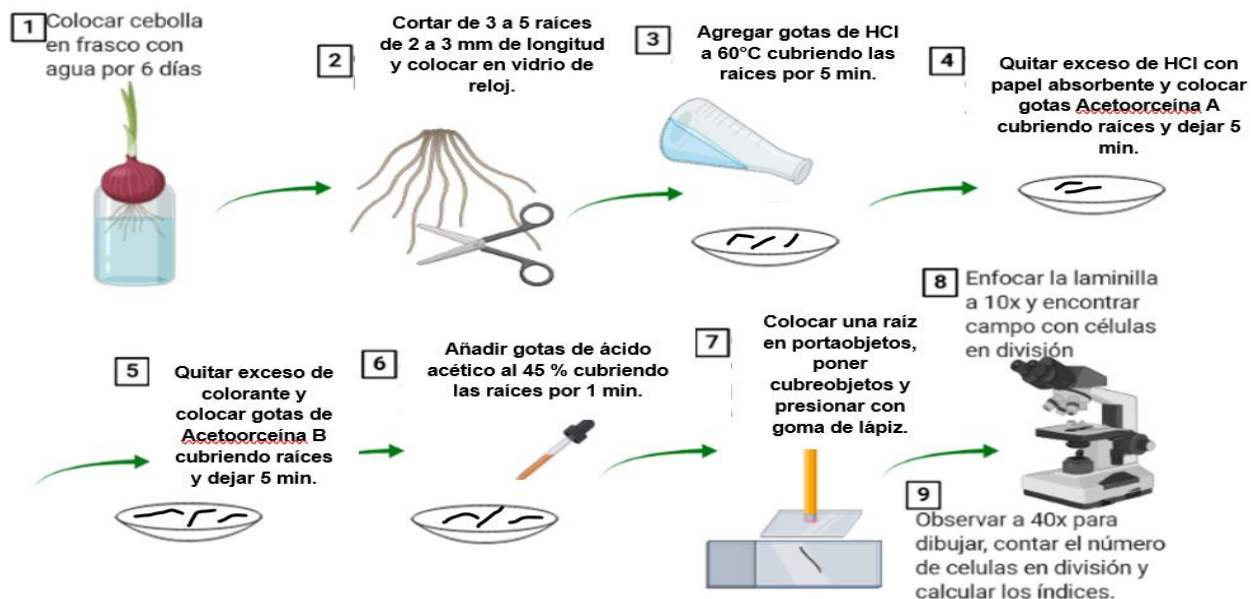 1
Colocar cebolla
en frasco con
agua por 6 días
2
Cortar de 3 a 5 raíces
de 2 a 3 mm de longitud
y colocar en vidrio de
reloj.
3
Agregar gotas de HCl
a 60°C cubriendo las
raíces por 5 min.
4
Quitar exceso de HCl con
papel absorbente y colocar
gotas Acetoorceína A
cubriendo raíces y dejar 5
min.
5
Quitar exceso de
colorante y
colocar gotas de
Acetoorceína B
cubriendo raíces
y dejar 5 min.
6
Añadir gotas de ácido
acético al 45 % cubriendo
las raíces por 1 min.
7
Colocar una raíz
en portaobjetos,
poner
cubreobjetos y
presionar con
goma de lápiz.
8
Enfocar la laminilla
a 10x y encontrar
campo con células
en división
9
Observar a 40x para
dibujar, contar el número
de celulas en división y
calcular los índices.